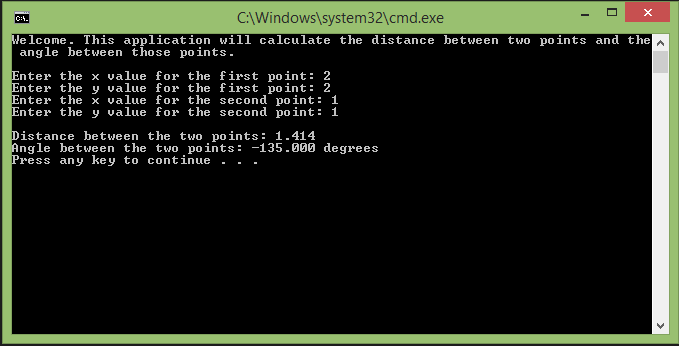 C:\Windows\system32\cmd.exe
Welcome. This application will calculate the distance between two points and the
angle between those points.
Enter the x value for the first point: 2
Enter the y value for the first point: 2
Enter the x value for the second point: 1
Enter the y value for the second point: 1
Distance between the two points: 1.414
Angle between the two points: -135.000 degrees
Press any key to continue . . .